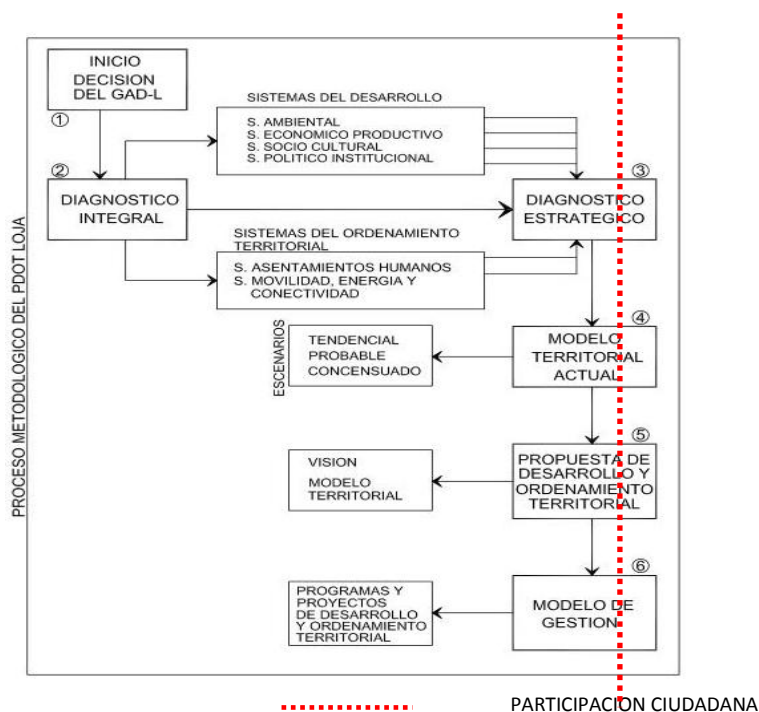 PROCESO METODOLOGICO DEL PDOT LOJA
INICIO
DECISION
DEL GAD-L
①
SISTEMAS DEL DESARROLLO
S. AMBIENTAL
S. ECONOMICO PRODUCTIVO
S. SOCIO CULTURAL
S. POLITICO INSTITUCIONAL
②
DIAGNOSTICO
INTEGRAL
③
DIAGNOSTICO
ESTRATEGICO
SISTEMAS DEL ORDENAMIENTO
TERRITORIAL
S. ASENTAMIENTOS HUMANOS
S. MOVILIDAD, ENERGIA Y
CONECTIVIDAD
④
MODELO
TERRITORIAL
ACTUAL
ESCENARIOS
TENDENCIAL
PROBABLE
CONCENSUADO
⑤
PROPUESTA DE
DESARROLLO Y
ORDENAMIENTO
TERRITORIAL
VISION
MODELO
TERRITORIAL
⑥
MODELO DE
GESTION
PROGRAMAS Y
PROYECTOS
DE DESARROLLO
Y ORDENAMIENTO
TERRITORIAL
PARTICIPACION CIUDADANA